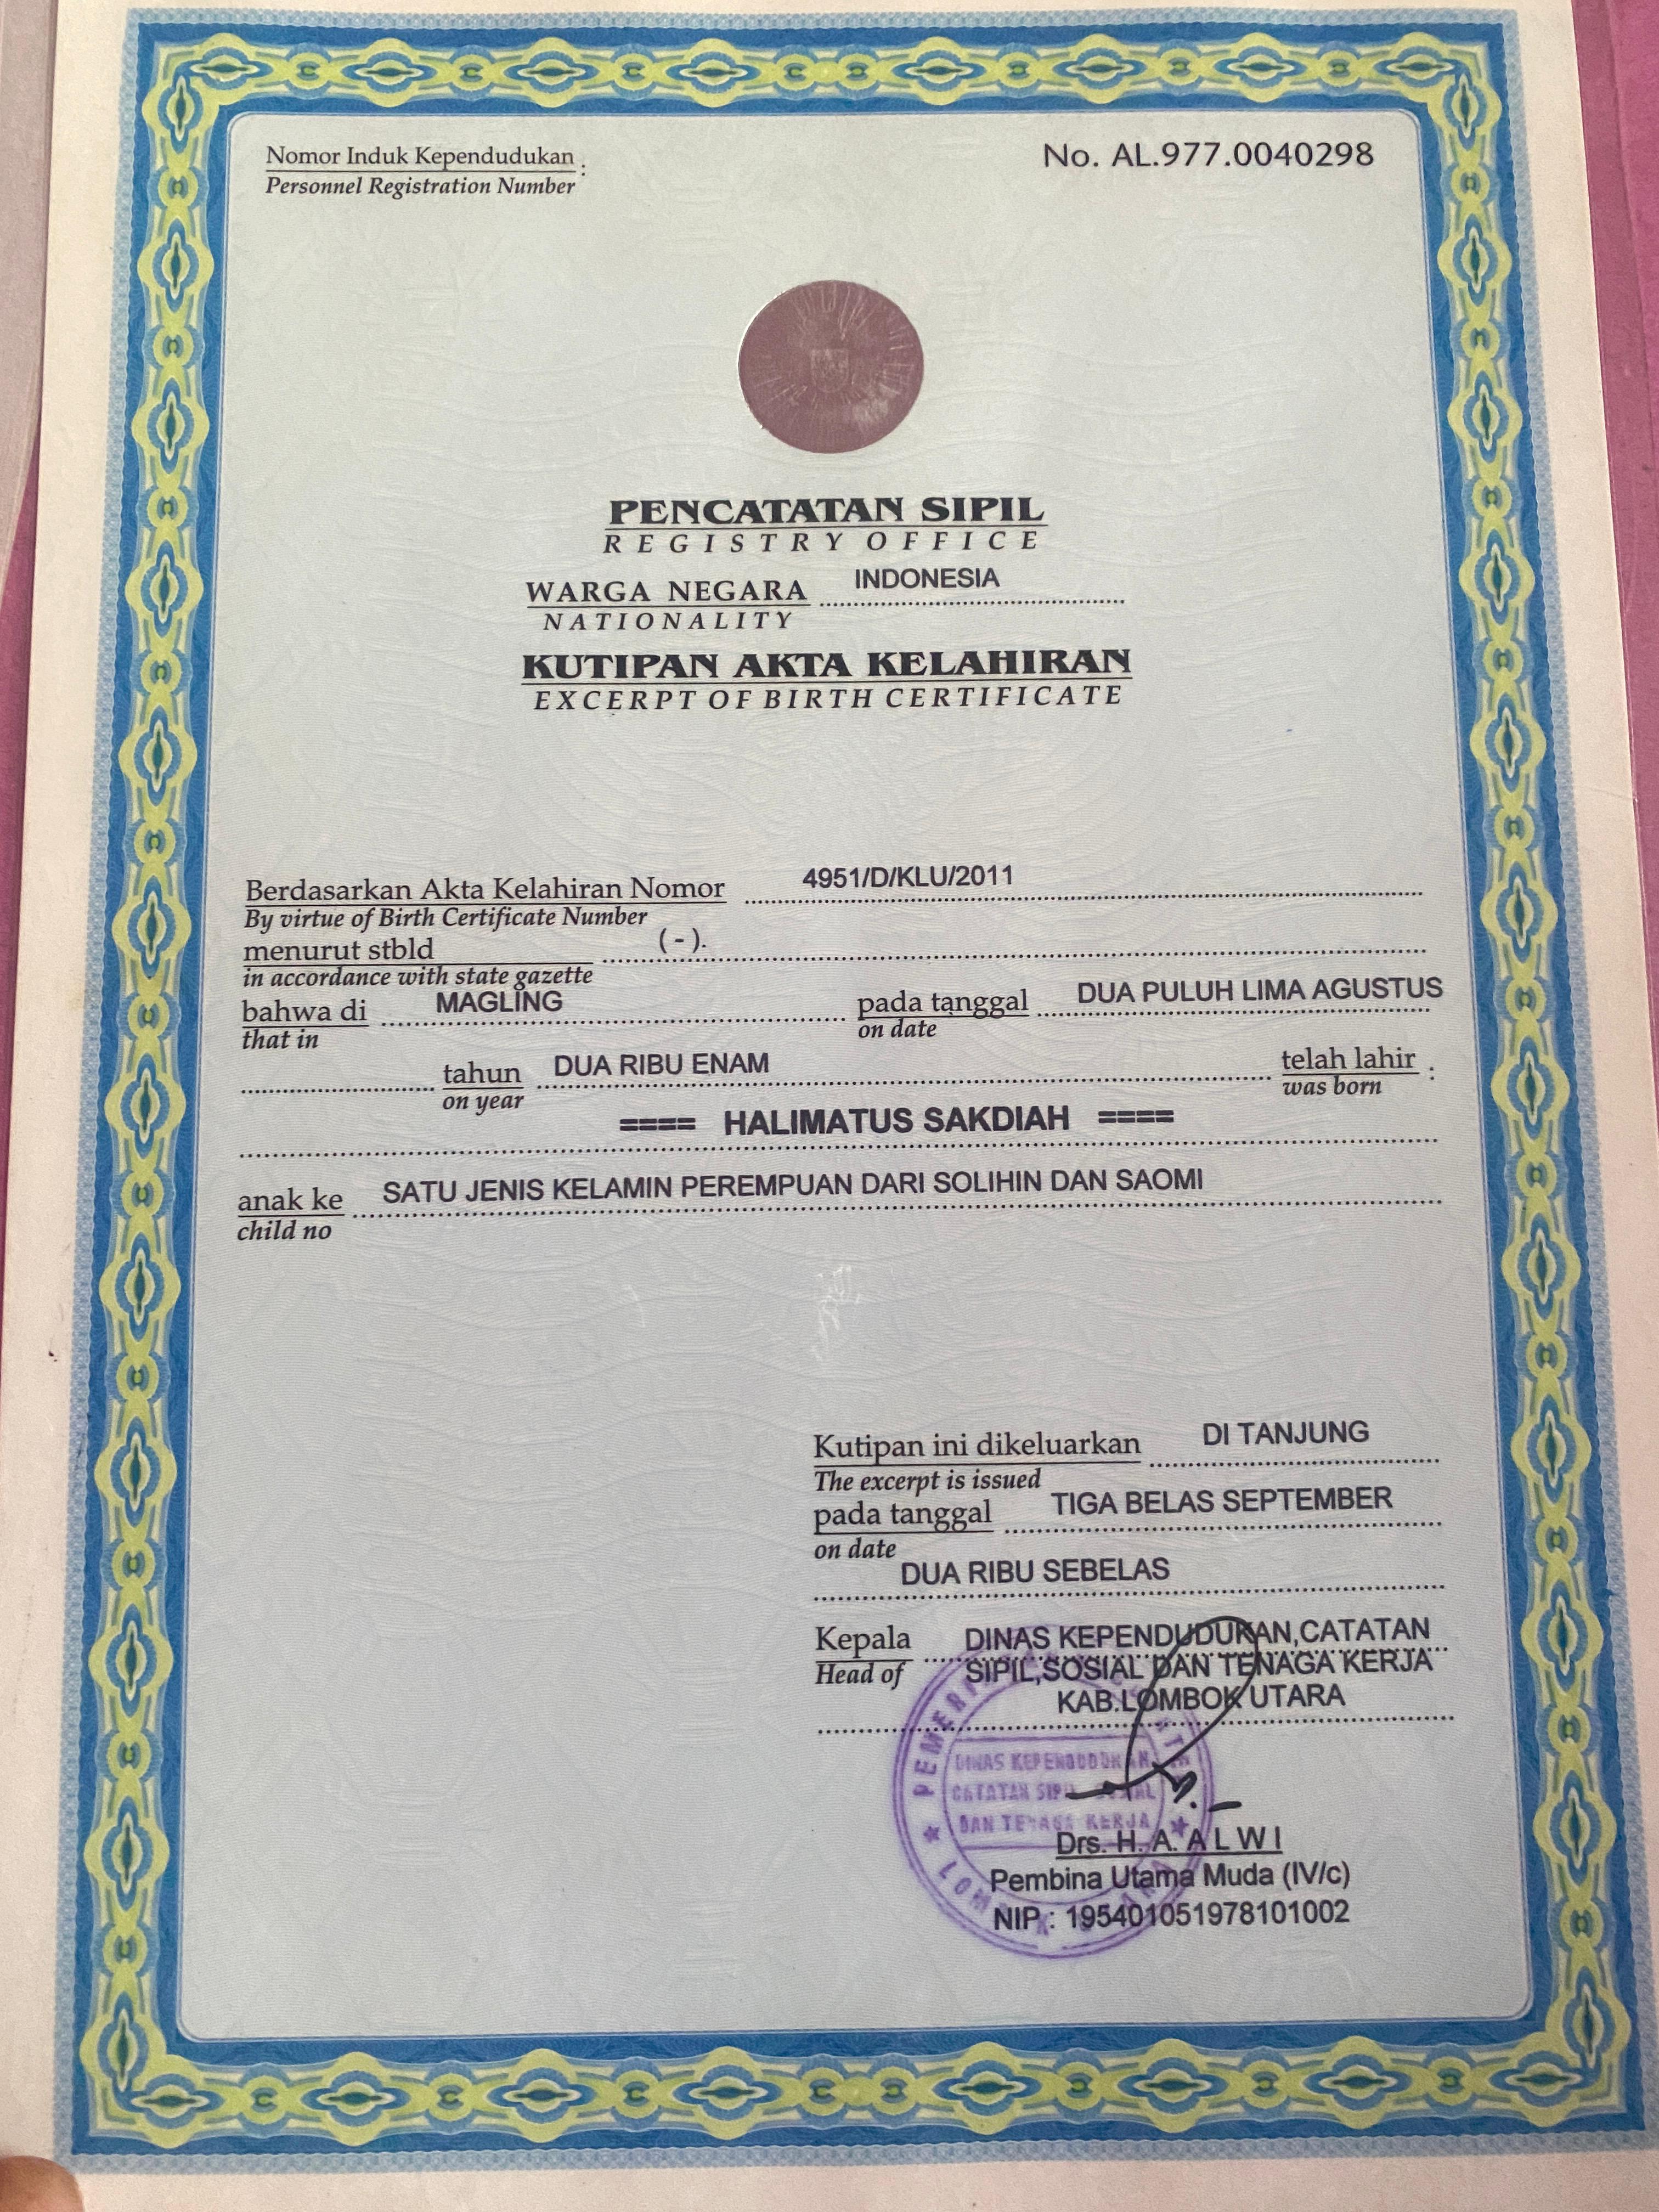 Nomor Induk Kependudukan :
Personnel Registration Number
No. AL.977.0040298
PENCATATAN SIPIL
REGISTRY OFFICE
WARGA NEGARA INDONESIA
NATIONALITY
KUTIPAN AKTA KELAHIRAN
EXCERPT OF BIRTH CERTIFICATE
Berdasarkan Akta Kelahiran Nomor 4951/D/KLU/2011
By virtue of Birth Certificate Number
menurut stbld (-).
in accordance with state gazette
bahwa di MAGLING pada tanggal DUA PULUH LIMA AGUSTUS
that in on date
tahun DUA RIBU ENAM telah lahir :
on year was born
==== HALIMATUS SAKDIAH ====
anak ke SATU JENIS KELAMIN PEREMPUAN DARI SOLIHIN DAN SAOMI
child no
Kutipan ini dikeluarkan DI TANJUNG
The excerpt is issued
pada tanggal TIGA BELAS SEPTEMBER
on date
DUA RIBU SEBELAS
Kepala DINAS KEPENDUDUKAN,CATATAN
Head of SIPIL,SOSIAL DAN TENAGA KERJA
KAB.LOMBOK UTARA
DINAS KEPENDUDUKAN
CATATAN SIPIL SOSIAL
DAN TENAGA KERJA
Drs. H. A. A L W I
Pembina Utama Muda (IV/c)
NIP : 195401051978101002